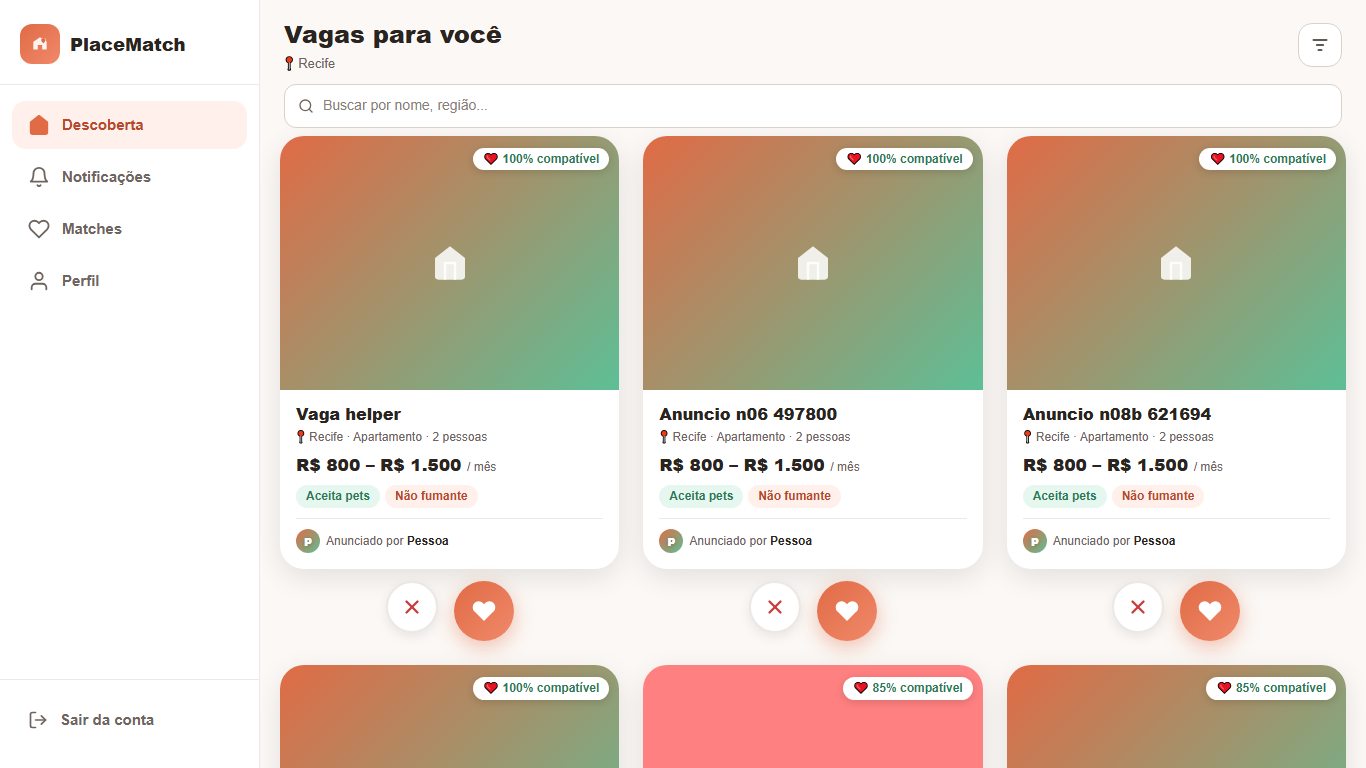 PlaceMatch
Descoberta
Notificações
Matches
Perfil
Sair da conta
Vagas para você
Recife
Buscar por nome, região...
100% compatível
Vaga helper
Recife · Apartamento · 2 pessoas
R$ 800 – R$ 1.500 / mês
Aceita pets Não fumante
P Anunciado por Pessoa
100% compatível
Anuncio n06 497800
Recife · Apartamento · 2 pessoas
R$ 800 – R$ 1.500 / mês
Aceita pets Não fumante
P Anunciado por Pessoa
100% compatível
Anuncio n08b 621694
Recife · Apartamento · 2 pessoas
R$ 800 – R$ 1.500 / mês
Aceita pets Não fumante
P Anunciado por Pessoa
100% compatível
85% compatível
85% compatível